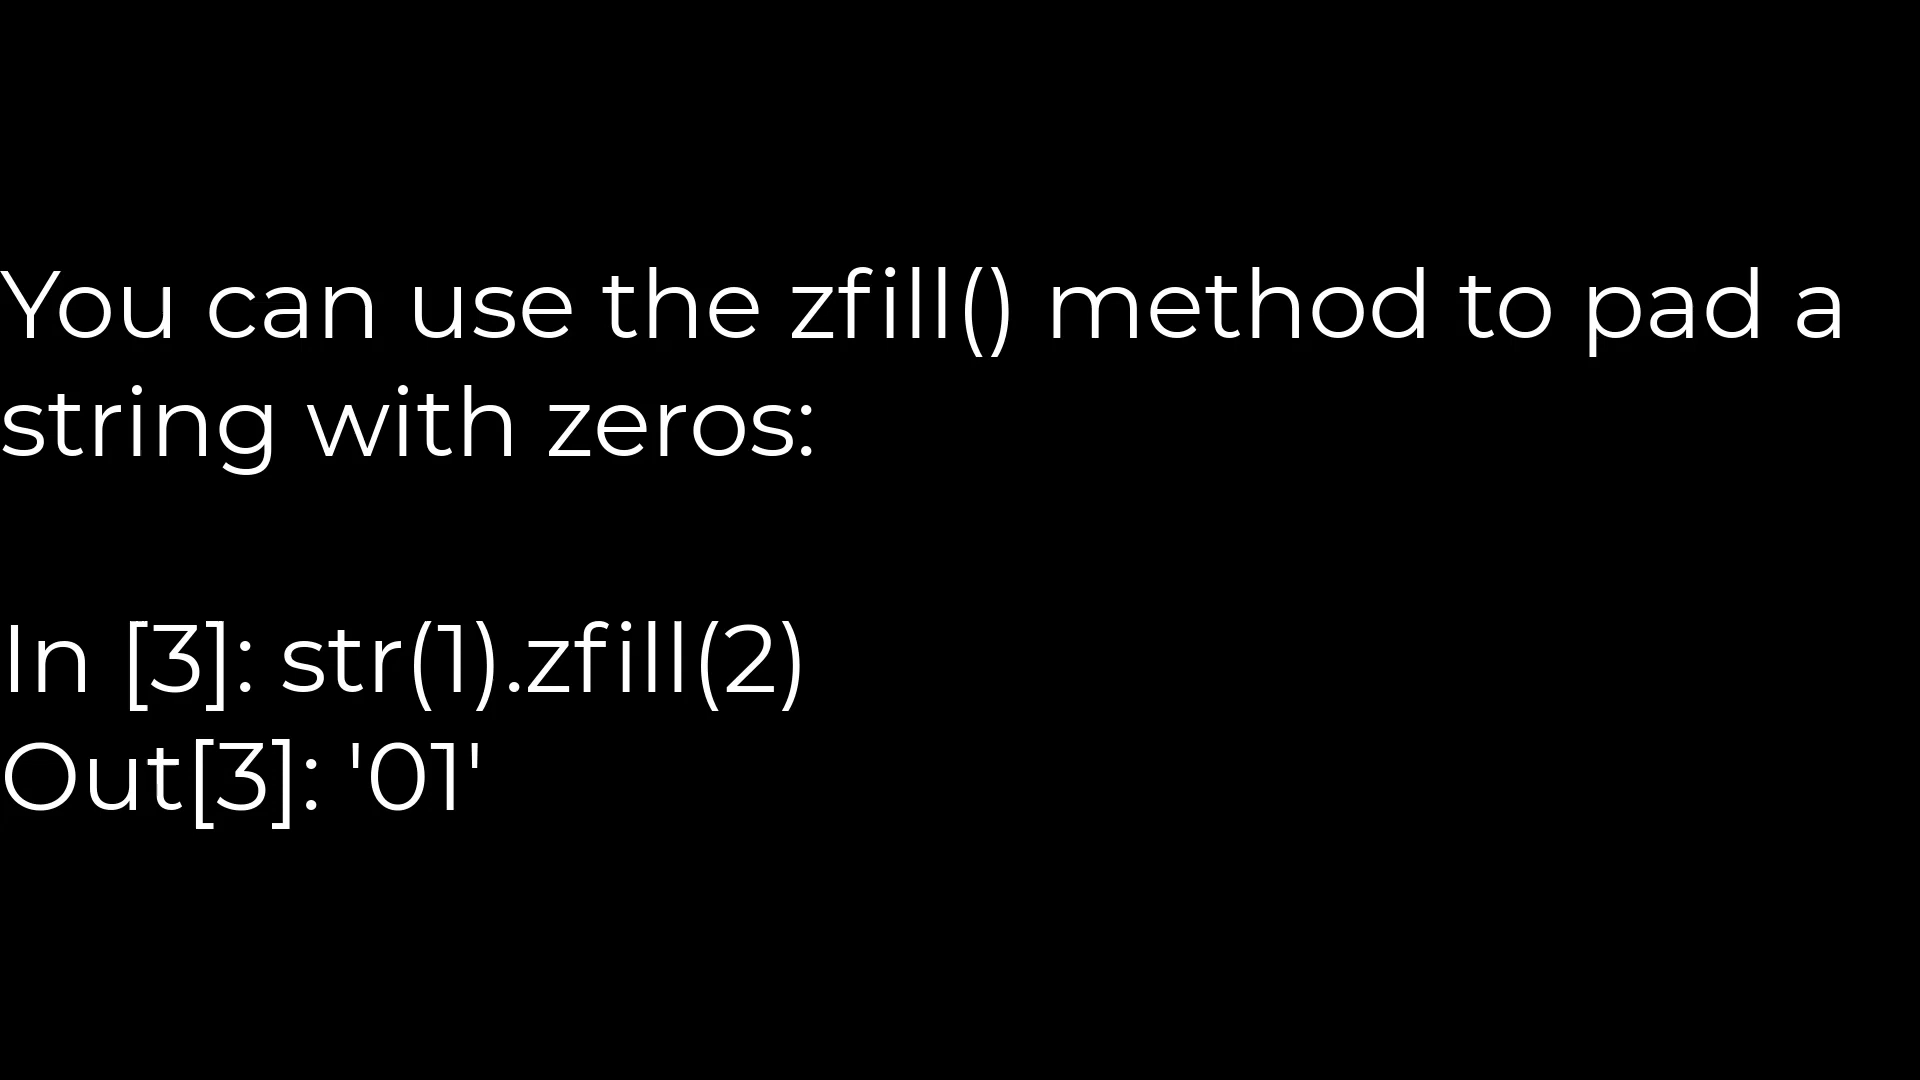 You can use the zfill() method to pad a
string with zeros:
In [3]: str(1).zfill(2)
Out[3]: '01'